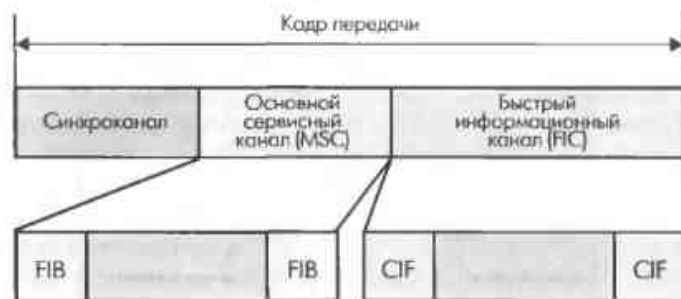 Кадр передачи
Синхроканал
Основной
сервисный
канал (MSC)
Быстрый
информационный
канал (FIC)
FIB
FIB
CIF
CIF